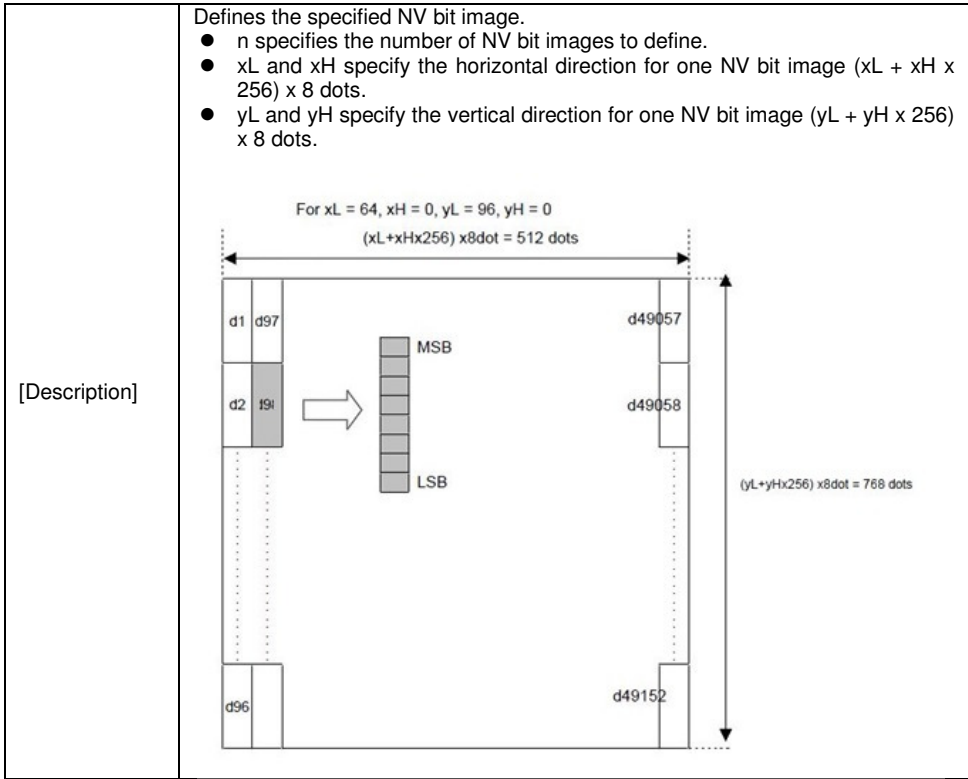 Defines the specified NV bit image.
● n specifies the number of NV bit images to define.
● xL and xH specify the horizontal direction for one NV bit image (xL + xH x
256) x 8 dots.
● yL and yH specify the vertical direction for one NV bit image (yL + yH x 256)
x 8 dots.
For xL = 64, xH = 0, yL = 96, yH = 0
(xL+xHx256) x8dot = 512 dots
d1 d97 d49057
MSB
[Description]
d2 d49058
LSB
(yL+yHx256) x8dot = 768 dots
d96 d49152